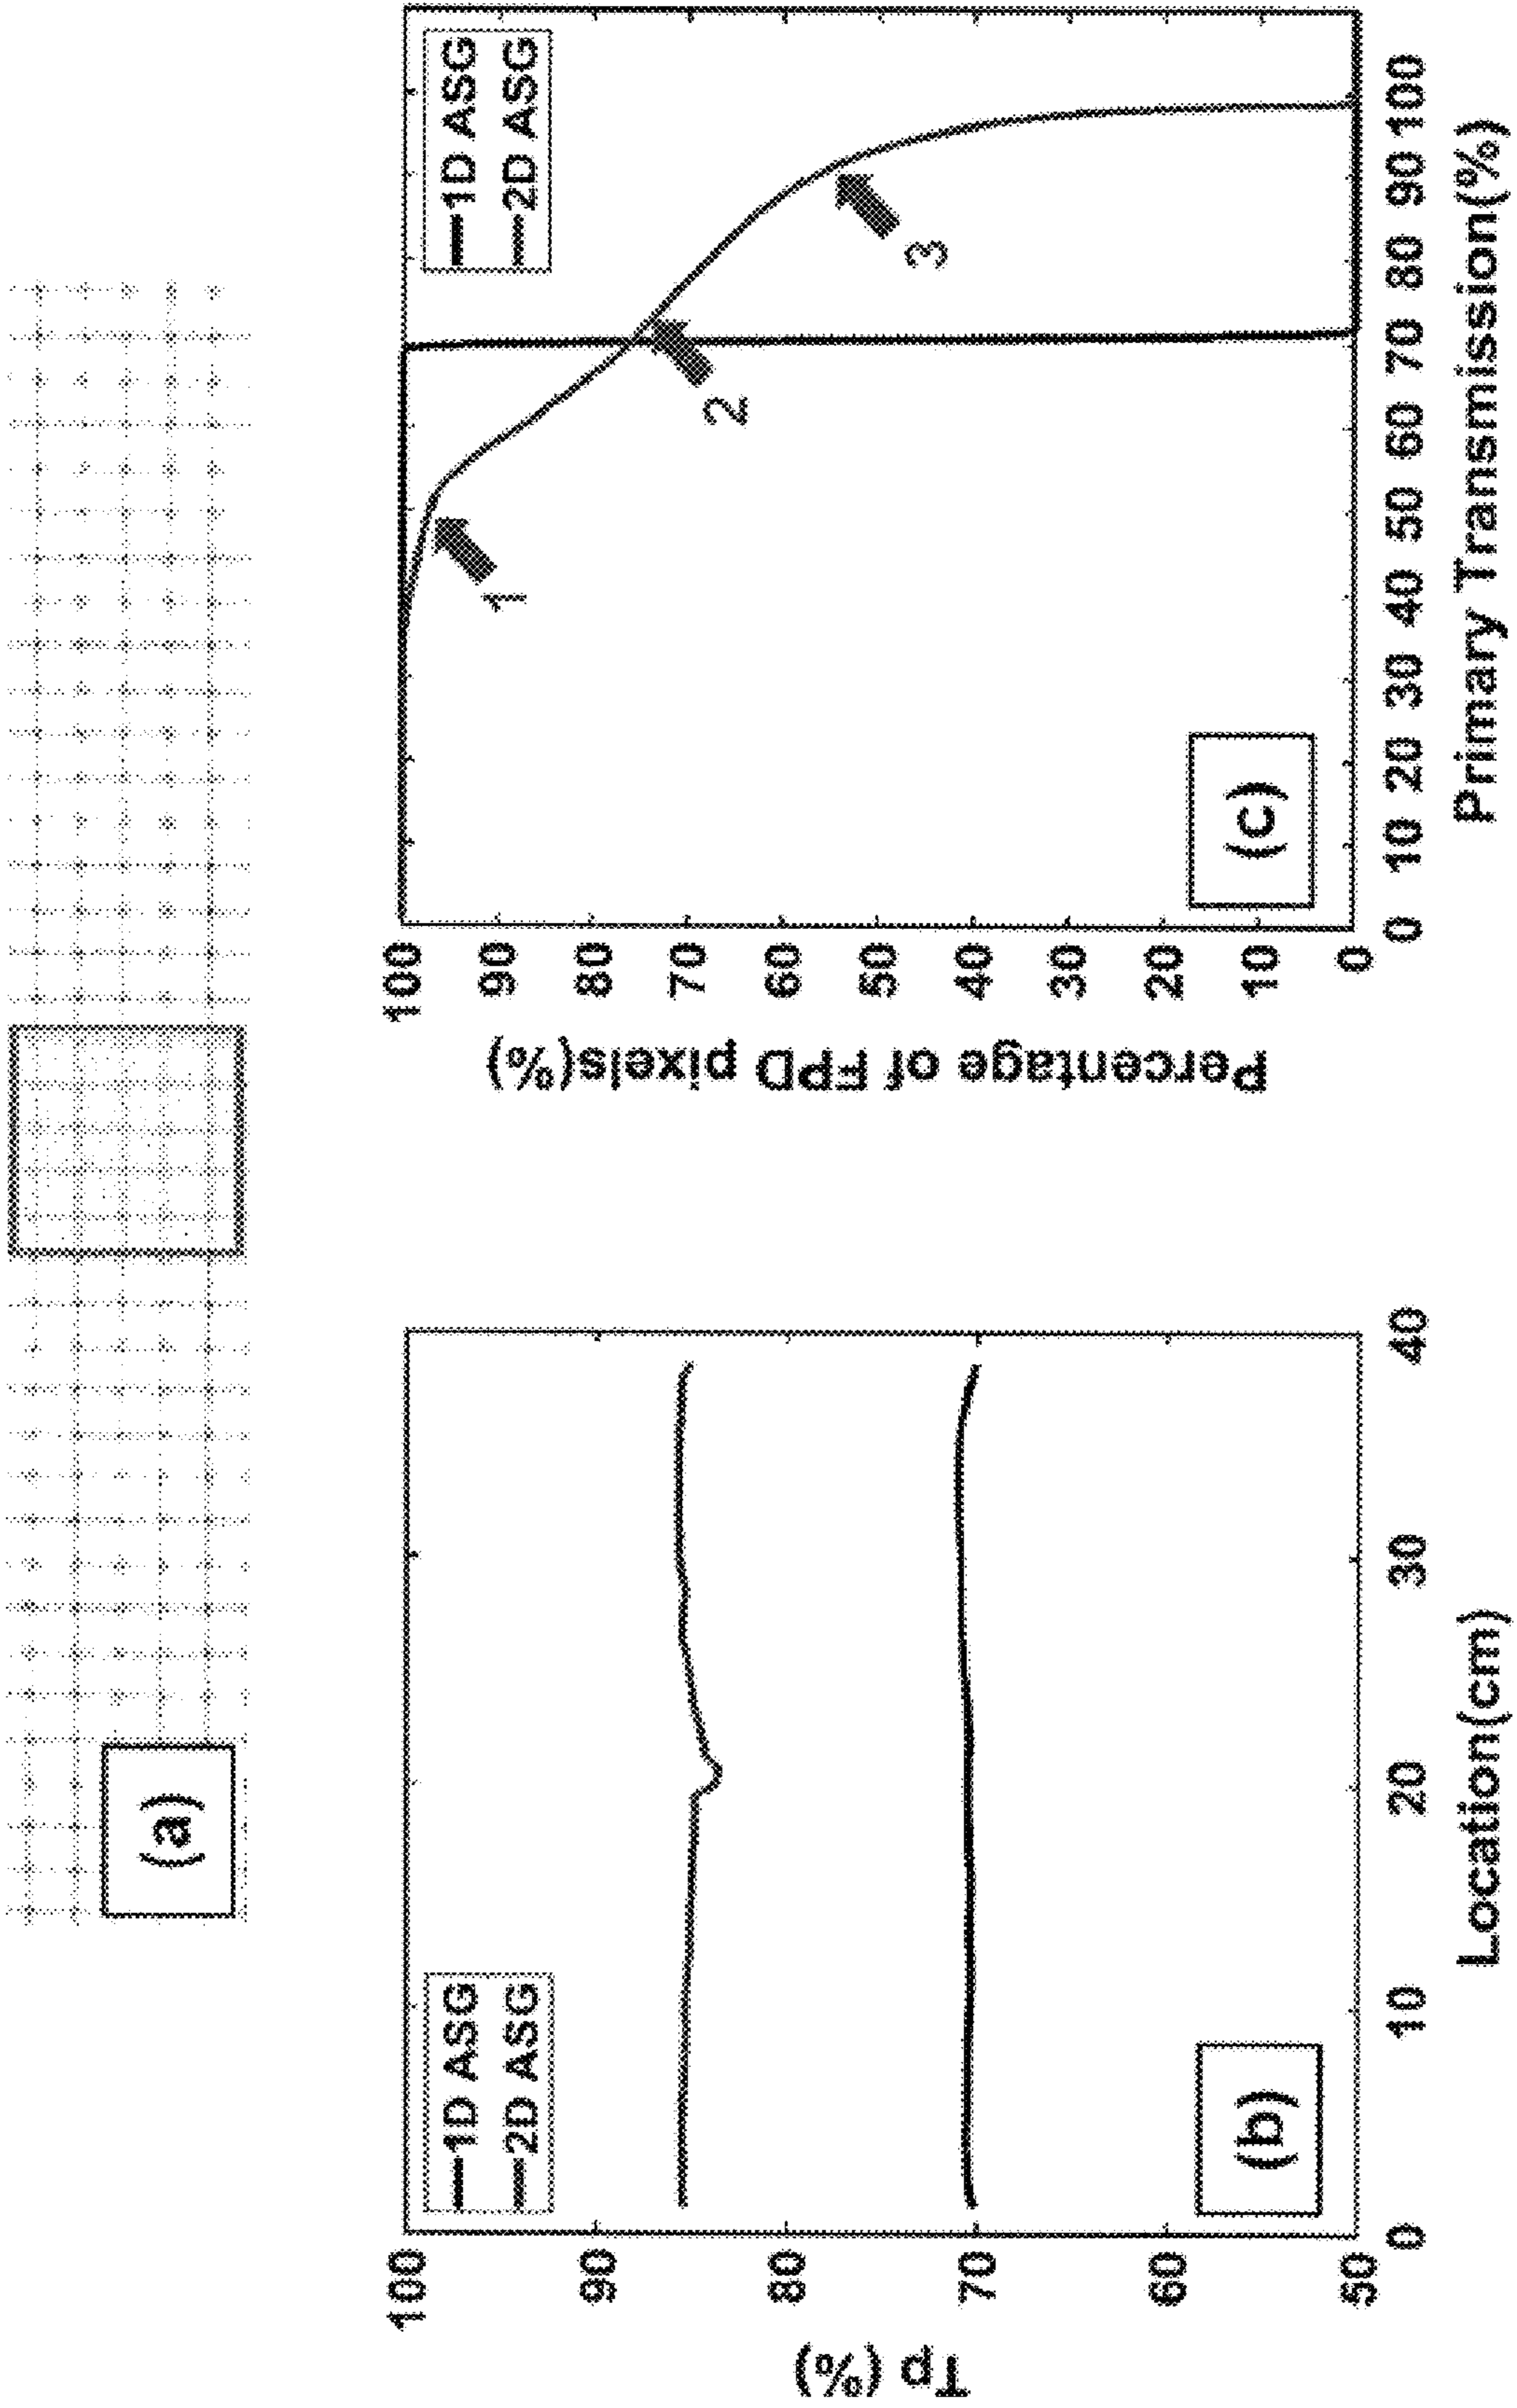 (a)
1D ASG
2D ASG
(b)
Tp (%)
100
90
80
70
60
50
0 10 20 30 40
Location(cm)
1D ASG
2D ASG
1
2
3
(c)
Percentage of FPD pixels(%)
100
90
80
70
60
50
40
30
20
10
0
0 10 20 30 40 50 60 70 80 90 100
Primary Transmission(%)